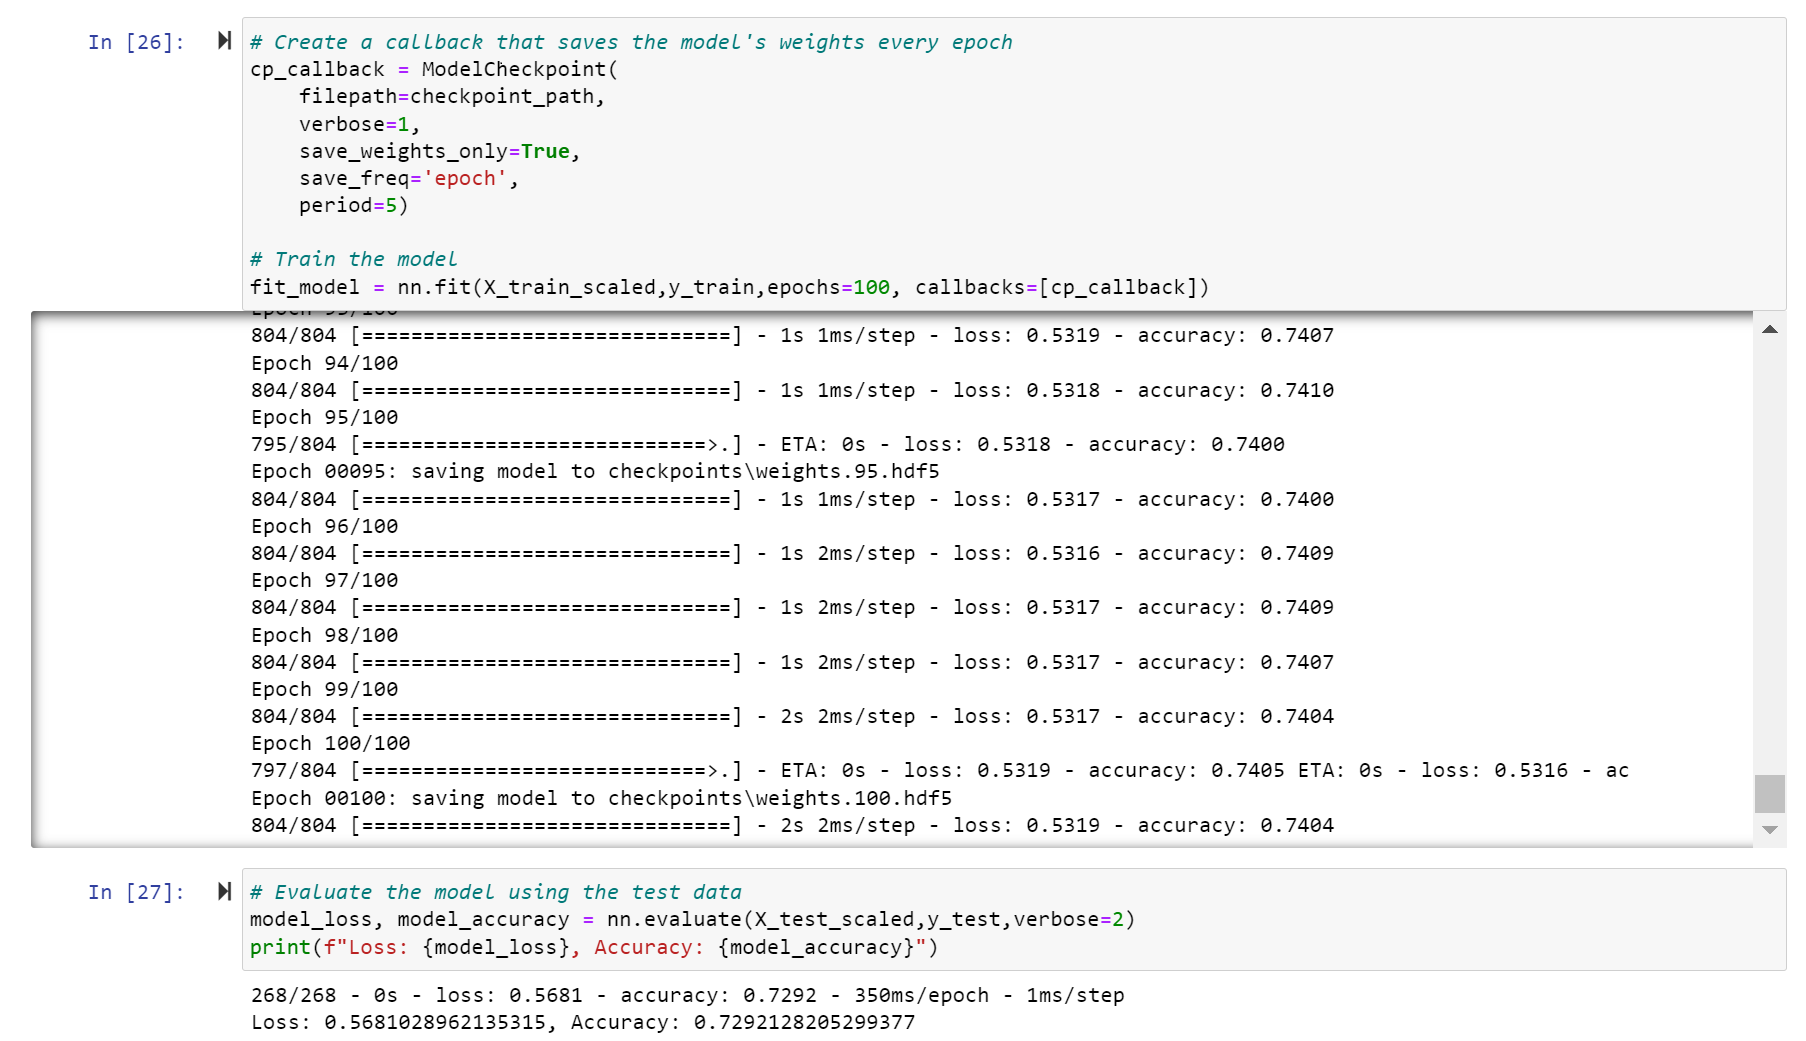 In [26]:
# Create a callback that saves the model's weights every epoch
cp_callback = ModelCheckpoint(
    filepath=checkpoint_path,
    verbose=1,
    save_weights_only=True,
    save_freq='epoch',
    period=5)

# Train the model
fit_model = nn.fit(X_train_scaled,y_train,epochs=100, callbacks=[cp_callback])
Epoch 93/100
804/804 [==============================] - 1s 1ms/step - loss: 0.5319 - accuracy: 0.7407
Epoch 94/100
804/804 [==============================] - 1s 1ms/step - loss: 0.5318 - accuracy: 0.7410
Epoch 95/100
795/804 [============================>.] - ETA: 0s - loss: 0.5318 - accuracy: 0.7400
Epoch 00095: saving model to checkpoints\weights.95.hdf5
804/804 [==============================] - 1s 1ms/step - loss: 0.5317 - accuracy: 0.7400
Epoch 96/100
804/804 [==============================] - 1s 2ms/step - loss: 0.5316 - accuracy: 0.7409
Epoch 97/100
804/804 [==============================] - 1s 2ms/step - loss: 0.5317 - accuracy: 0.7409
Epoch 98/100
804/804 [==============================] - 1s 2ms/step - loss: 0.5317 - accuracy: 0.7407
Epoch 99/100
804/804 [==============================] - 2s 2ms/step - loss: 0.5317 - accuracy: 0.7404
Epoch 100/100
797/804 [============================>.] - ETA: 0s - loss: 0.5319 - accuracy: 0.7405 ETA: 0s - loss: 0.5316 - ac
Epoch 00100: saving model to checkpoints\weights.100.hdf5
804/804 [==============================] - 2s 2ms/step - loss: 0.5319 - accuracy: 0.7404
In [27]:
# Evaluate the model using the test data
model_loss, model_accuracy = nn.evaluate(X_test_scaled,y_test,verbose=2)
print(f"Loss: {model_loss}, Accuracy: {model_accuracy}")
268/268 - 0s - loss: 0.5681 - accuracy: 0.7292 - 350ms/epoch - 1ms/step
Loss: 0.5681028962135315, Accuracy: 0.7292128205299377